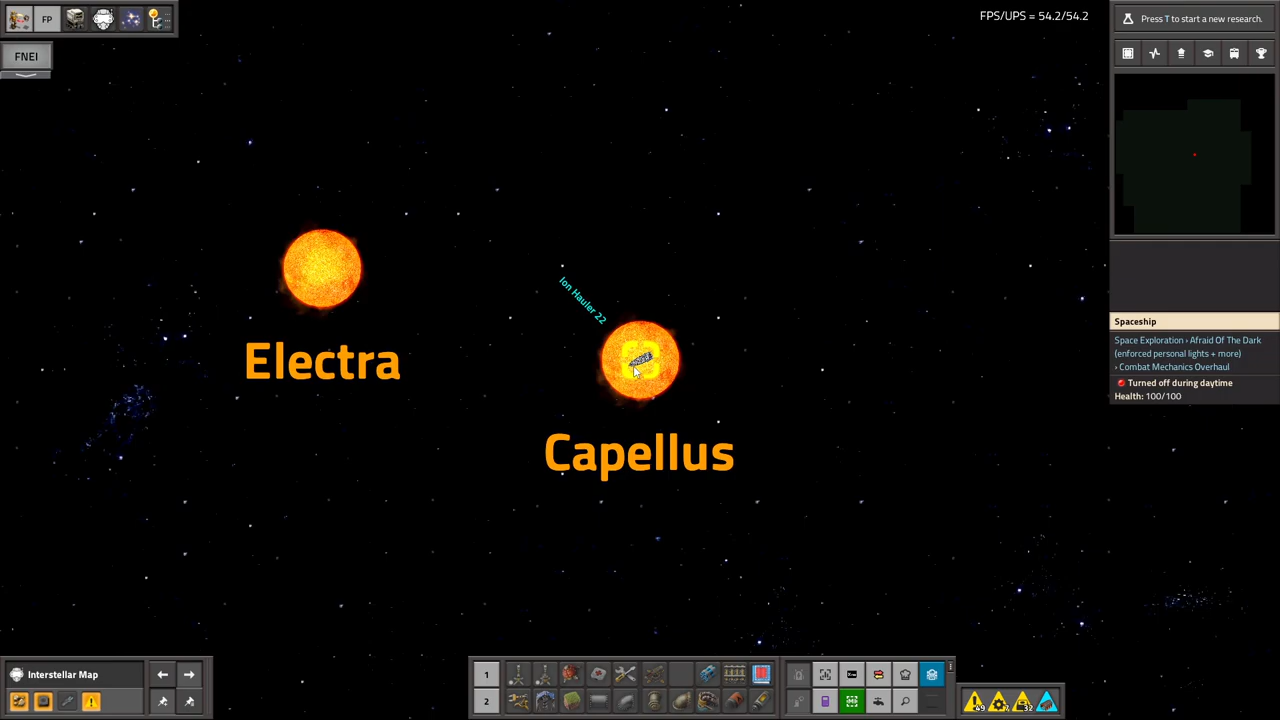 FP
FPS/UPS = 54.2/54.2
Press T to start a new research.
FNEI
Ion Hauler 22
Electra
Capellus
Spaceship
Space Exploration › Afraid Of The Dark
(enforced personal lights + more)
› Combat Mechanics Overhaul
Turned off during daytime
Health: 100/100
Interstellar Map
1
2
49
32